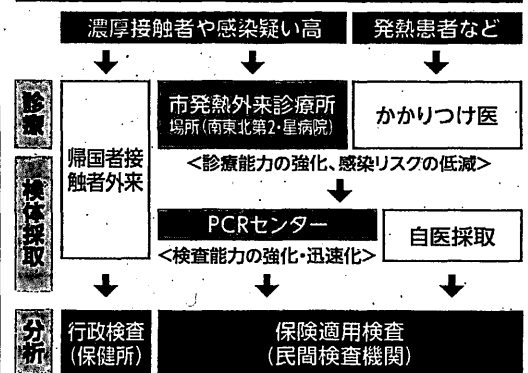 濃厚接触者や感染疑い高
発熱患者など
診療
市発熱外来診療所
場所(南東北第2・星病院)
かかりつけ医
帰国者接
触者外来
<診療能力の強化、感染リスクの低減>
検体採取
PCRセンター
自医採取
<検査能力の強化・迅速化>
分析
行政検査
(保健所)
保険適用検査
(民間検査機関)